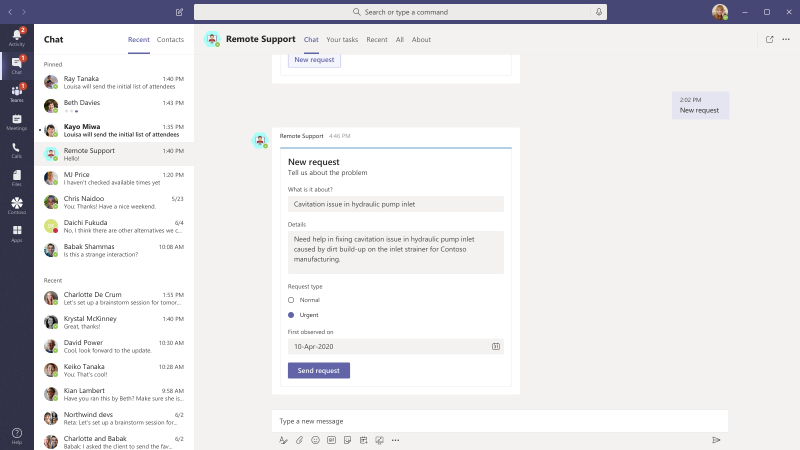 Search or type a command
2
Activity
1
Chat
1
Teams
Meetings
Calls
Files
Contoso
Apps
Help
Chat
Recent
Contacts
Pinned
Ray Tanaka 1:40 PM
Louisa will send the initial list of attendees
Beth Davies 1:43 PM
Kayo Miwa 1:35 PM
Louisa will send the initial list of attendees
Remote Support 1:40 PM
Hello!
MJ Price 1:20 PM
I haven't checked available times yet
Chris Naidoo 5/23
You: Thanks! Have a nice weekend.
Daichi Fukuda 6/4
No, I think there are other alternatives we c...
Babak Shammas 10:08 AM
Is this a strange interaction?
Recent
Charlotte De Crum 1:55 PM
Let's set up a brainstorm session for tomor...
Krystal McKinney 1:40 PM
Great, thanks!
David Power 10:30 AM
Cool, look forward to the update.
Keiko Tanaka 10:28 AM
You: That's cool!
Kian Lambert 9:58 AM
Have you ran this by Beth? Make sure she is...
Northwind devs 6/2
Reta: Let's set up a brainstorm session for...
Charlotte and Babak 6/2
Babak: I asked the client to send the fav...
Remote Support
Chat
Your tasks
Recent
All
About
New request
2:02 PM
New request
Remote Support 4:46 PM
New request
Tell us about the problem
What is it about?
Cavitation issue in hydraulic pump inlet
Details
Need help in fixing cavitation issue in hydraulic pump inlet
caused by dirt build-up on the inlet strainer for Contoso
manufacturing.
Request type
Normal
Urgent
First observed on
10-Apr-2020
Send request
Type a new message